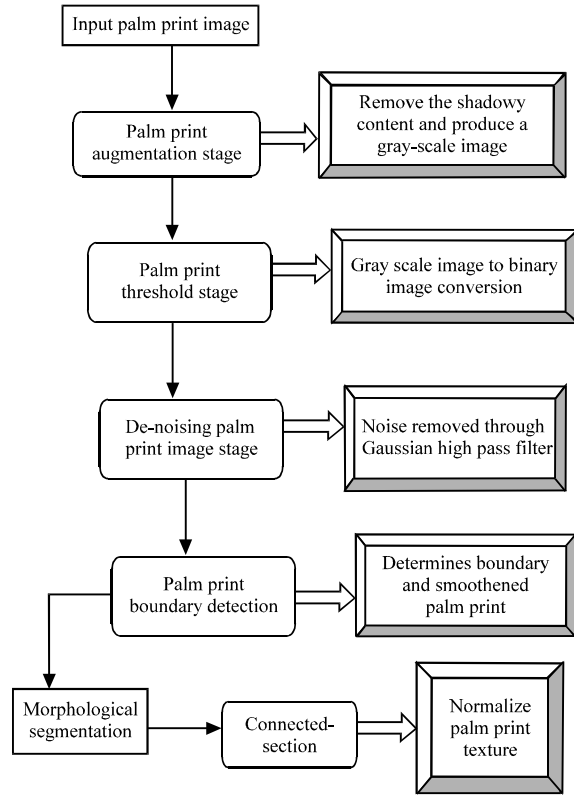 Input palm print image
Palm print
augmentation stage
Remove the shadowy
content and produce a
gray-scale image
Palm print
threshold stage
Gray scale image to binary
image conversion
De-noising palm
print image stage
Noise removed through
Gaussian high pass filter
Palm print
boundary detection
Determines boundary
and smoothened
palm print
Morphological
segmentation
Connected-
section
Normalize
palm print
texture